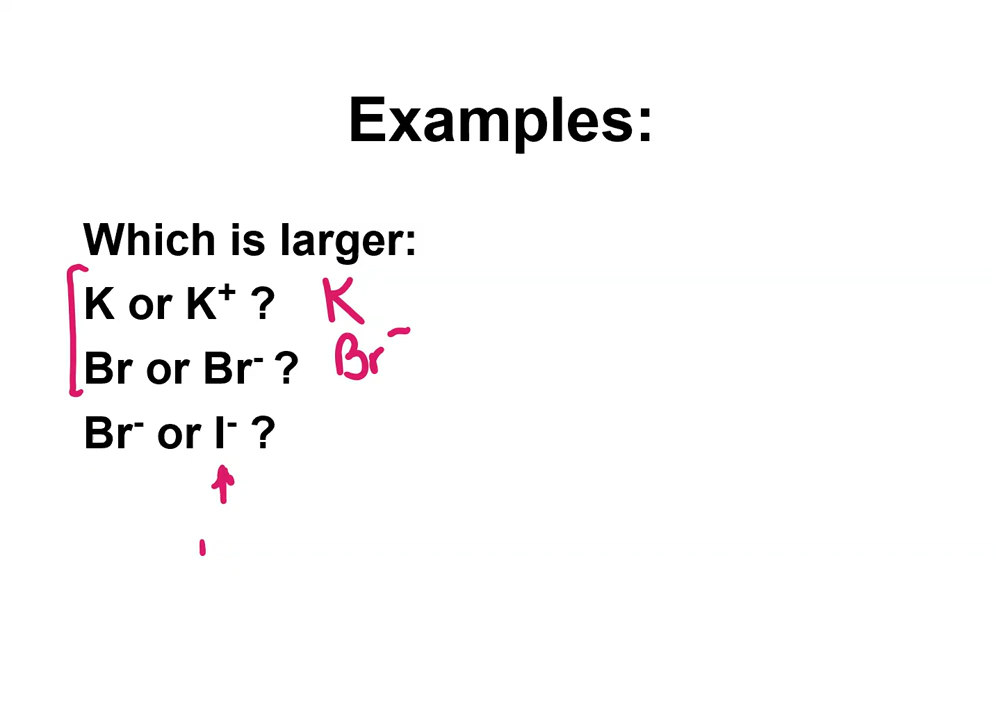 Examples:
Which is larger:
K or K⁺ ? K
Br or Br⁻ ? Br⁻
Br⁻ or I⁻ ?